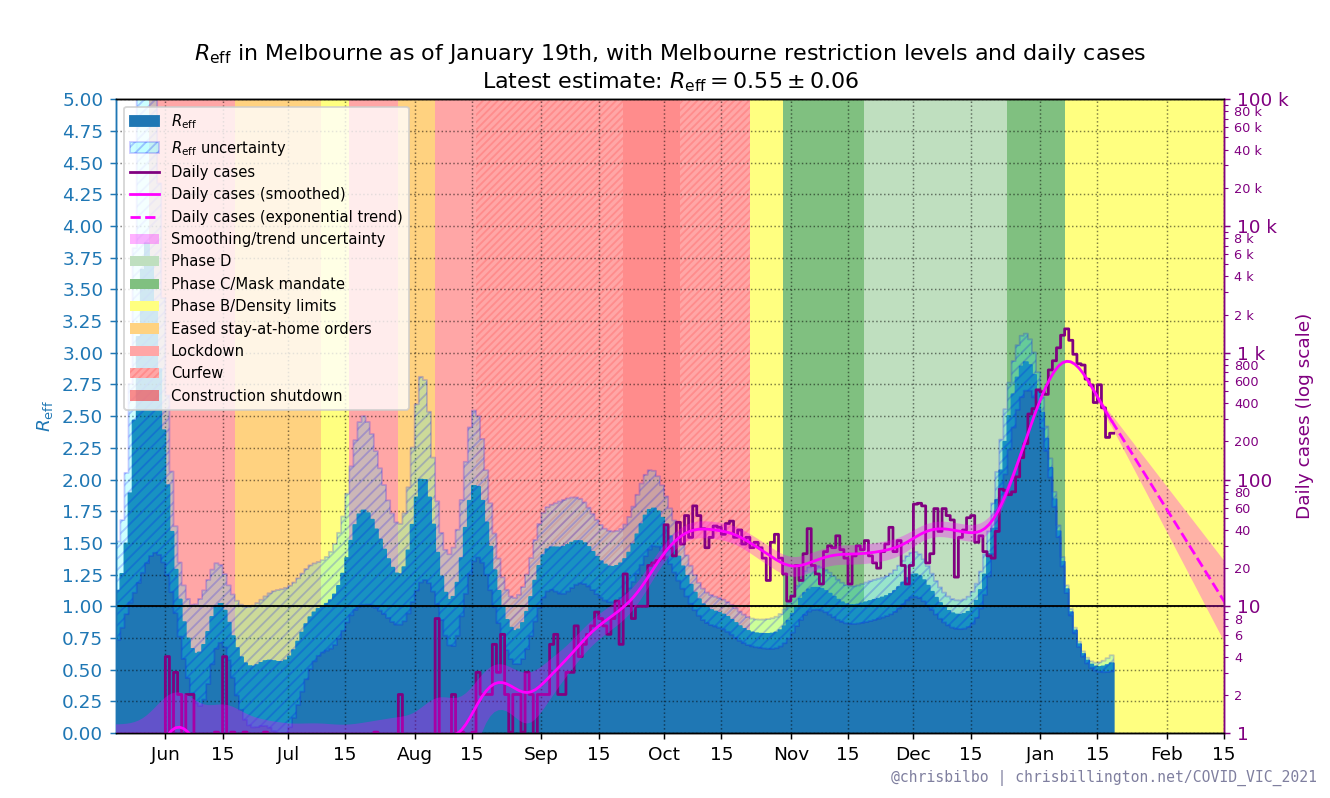 Reff in Melbourne as of January 19th, with Melbourne restriction levels and daily cases
Latest estimate: Reff = 0.55 ± 0.06
Reff
5.00
4.75
4.50
4.25
4.00
3.75
3.50
3.25
3.00
2.75
2.50
2.25
2.00
1.75
1.50
1.25
1.00
0.75
0.50
0.25
0.00
Reff
Reff uncertainty
Daily cases
Daily cases (smoothed)
Daily cases (exponential trend)
Smoothing/trend uncertainty
Phase D
Phase C/Mask mandate
Phase B/Density limits
Eased stay-at-home orders
Lockdown
Curfew
Construction shutdown
100 k
80 k
60 k
40 k
20 k
10 k
8 k
6 k
4 k
2 k
1 k
800
600
400
200
100
80
60
40
20
10
8
6
4
2
1
Daily cases (log scale)
Jun 15 Jul 15 Aug 15 Sep 15 Oct 15 Nov 15 Dec 15 Jan 15 Feb 15
@chrisbilbo | chrisbillington.net/COVID_VIC_2021